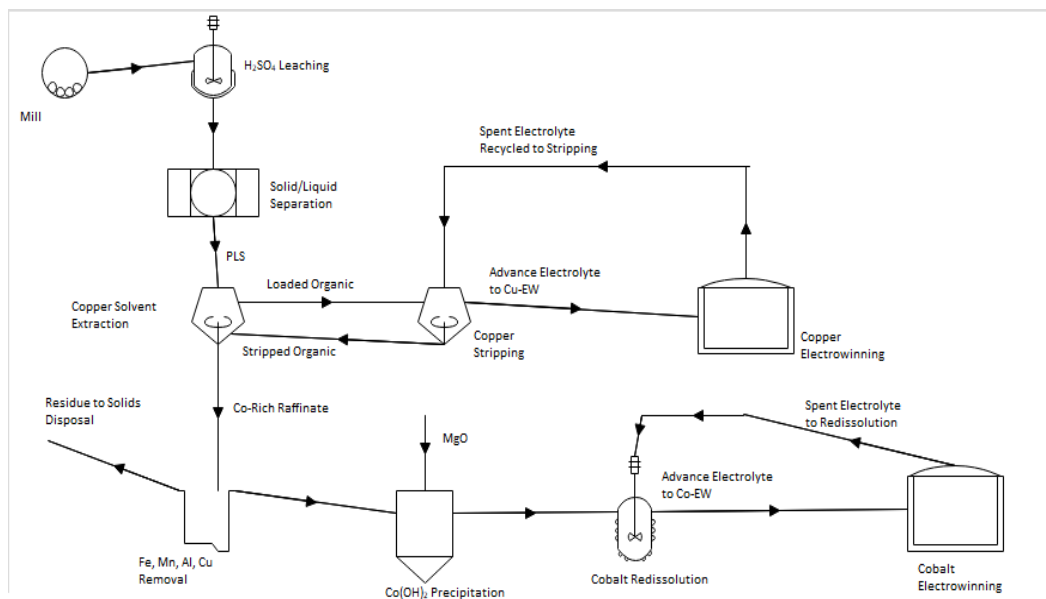 H₂SO₄ Leaching
Mill
Spent Electrolyte
Recycled to Stripping
Solid/Liquid
Separation
PLS
Loaded Organic
Advance Electrolyte
to Cu-EW
Copper Solvent
Extraction
Stripped Organic
Copper
Stripping
Copper
Electrowinning
Residue to Solids
Disposal
Co-Rich Raffinate
MgO
Spent Electrolyte
to Redissolution
Advance Electrolyte
to Co-EW
Fe, Mn, Al, Cu
Removal
Co(OH)₂ Precipitation
Cobalt Redissolution
Cobalt
Electrowinning